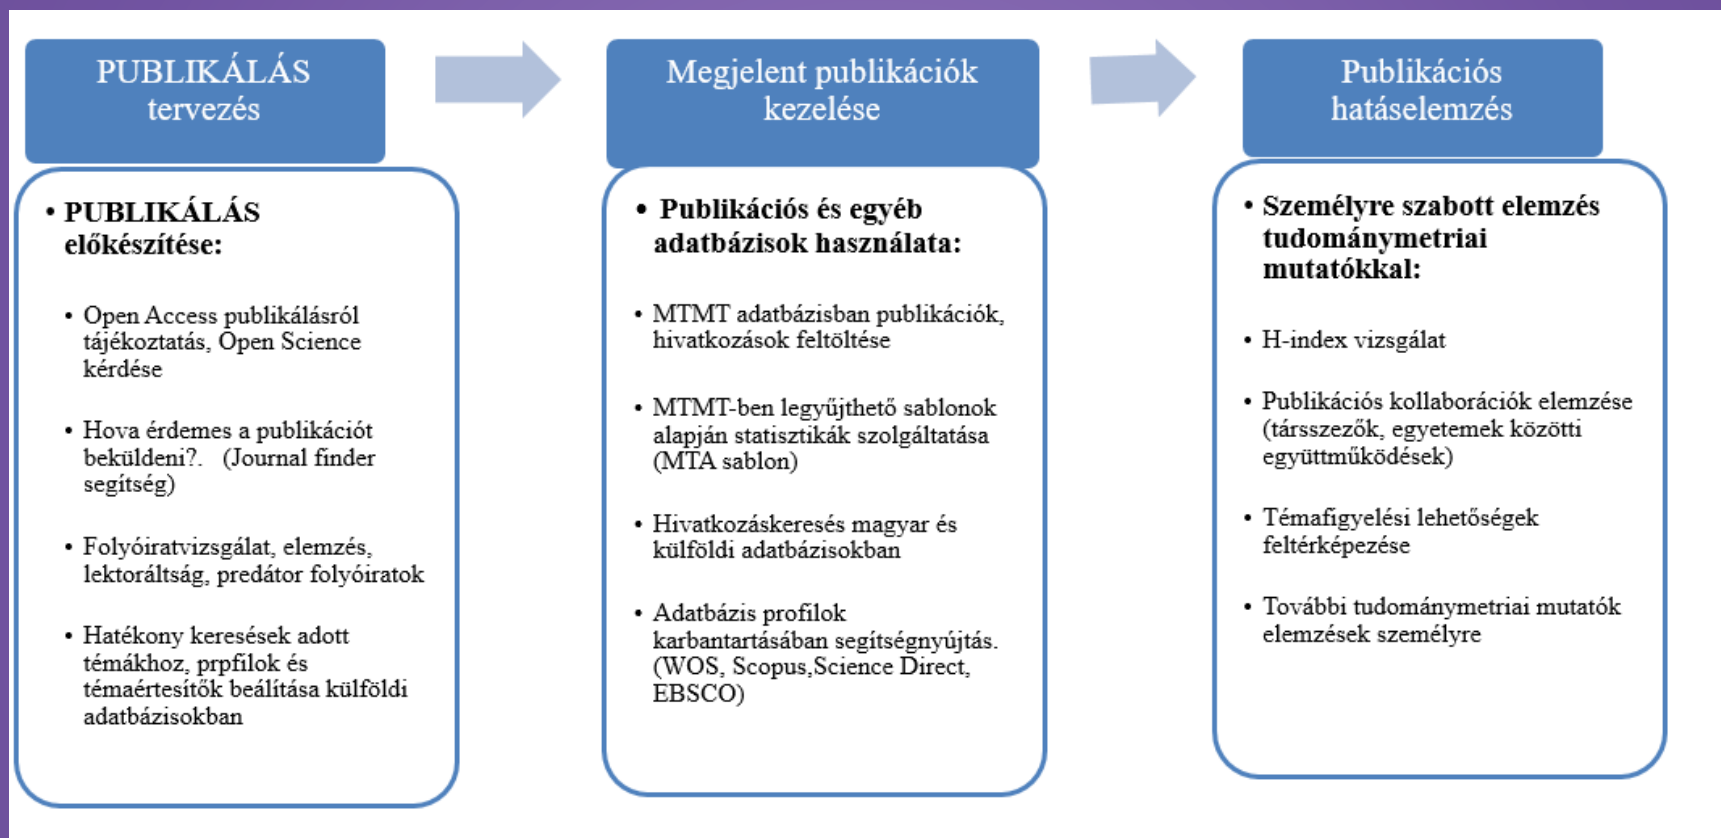 PUBLIKÁLÁS
tervezés
• PUBLIKÁLÁS
előkészítése:
• Open Access publikálásról
tájékoztatás, Open Science
kérdése
• Hova érdemes a publikációt
beküldeni?. (Journal finder
segítség)
• Folyóiratvizsgálat, elemzés,
lektoráltság, predátor folyóiratok
• Hatékony keresések adott
témákhoz, prpfilok és
témaértesítők beálítása külföldi
adatbázisokban
Megjelent publikációk
kezelése
• Publikációs és egyéb
adatbázisok használata:
• MTMT adatbázisban publikációk,
hivatkozások feltöltése
• MTMT-ben legyűjthető sablonok
alapján statisztikák szolgáltatása
(MTA sablon)
• Hivatkozáskeresés magyar és
külföldi adatbázisokban
• Adatbázis profilok
karbantartásában segítségnyújtás.
(WOS, Scopus,Science Direct,
EBSCO)
Publikációs
hatáselemzés
• Személyre szabott elemzés
tudománymetriai
mutatókkal:
• H-index vizsgálat
• Publikációs kollaborációk elemzése
(társszezők, egyetemek közötti
együttműködések)
• Témafigyelési lehetőségek
feltérképezése
• További tudománymetriai mutatók
elemzések személyre